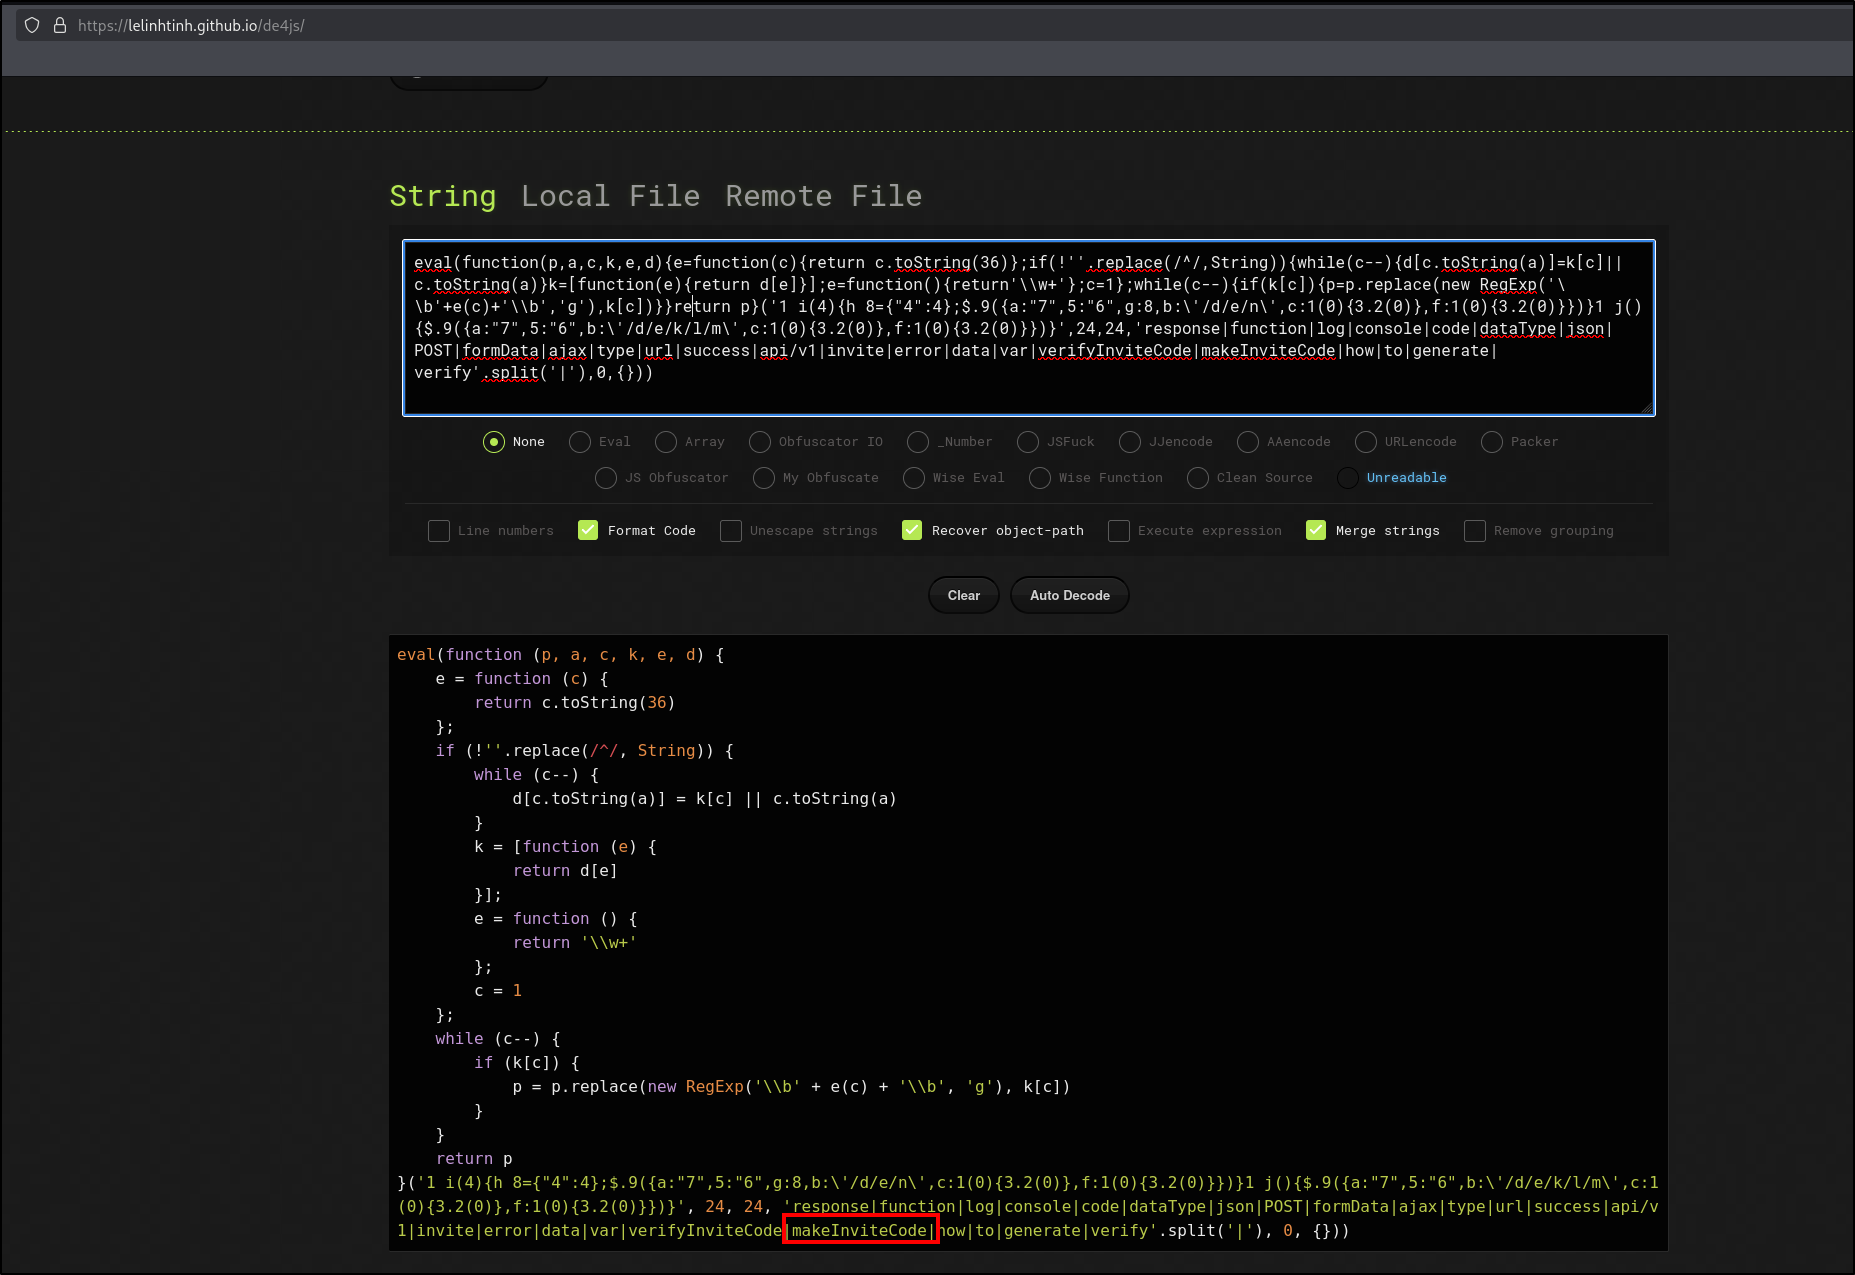 https://lelinhtinh.github.io/de4js/
String Local File Remote File
eval(function(p,a,c,k,e,d){e=function(c){return c.toString(36)};if(!''.replace(/^/,String)){while(c--){d[c.toString(a)]=k[c]||
c.toString(a)}k=[function(e){return d[e]}];e=function(){return'\\w+'};c=1};while(c--){if(k[c]){p=p.replace(new RegExp('\
\b'+e(c)+'\\b','g'),k[c])}}return p}('1 i(4){h 8={"4":4};$.9({a:"7",5:"6",g:8,b:\'/d/e/n\',c:1(0){3.2(0)},f:1(0){3.2(0)}})}1 j()
{$.9({a:"7",5:"6",b:\'/d/e/k/l/m\',c:1(0){3.2(0)},f:1(0){3.2(0)}})}',24,24,'response|function|log|console|code|dataType|json|
POST|formData|ajax|type|url|success|api/v1|invite|error|data|var|verifyInviteCode|makeInviteCode|how|to|generate|
verify'.split('|'),0,{}))
None Eval Array Obfuscator IO _Number JSFuck JJencode AAencode URLencode Packer
JS Obfuscator My Obfuscate Wise Eval Wise Function Clean Source Unreadable
Line numbers Format Code Unescape strings Recover object-path Execute expression Merge strings Remove grouping
Clear Auto Decode
eval(function (p, a, c, k, e, d) {
    e = function (c) {
        return c.toString(36)
    };
    if (!''.replace(/^/, String)) {
        while (c--) {
            d[c.toString(a)] = k[c] || c.toString(a)
        }
        k = [function (e) {
            return d[e]
        }];
        e = function () {
            return '\\w+'
        };
        c = 1
    };
    while (c--) {
        if (k[c]) {
            p = p.replace(new RegExp('\\b' + e(c) + '\\b', 'g'), k[c])
        }
    }
    return p
}('1 i(4){h 8={"4":4};$.9({a:"7",5:"6",g:8,b:\'/d/e/n\',c:1(0){3.2(0)},f:1(0){3.2(0)}})}1 j(){$.9({a:"7",5:"6",b:\'/d/e/k/l/m\',c:1
(0){3.2(0)},f:1(0){3.2(0)}})}', 24, 24, 'response|function|log|console|code|dataType|json|POST|formData|ajax|type|url|success|api/v
1|invite|error|data|var|verifyInviteCode|makeInviteCode|how|to|generate|verify'.split('|'), 0, {}))